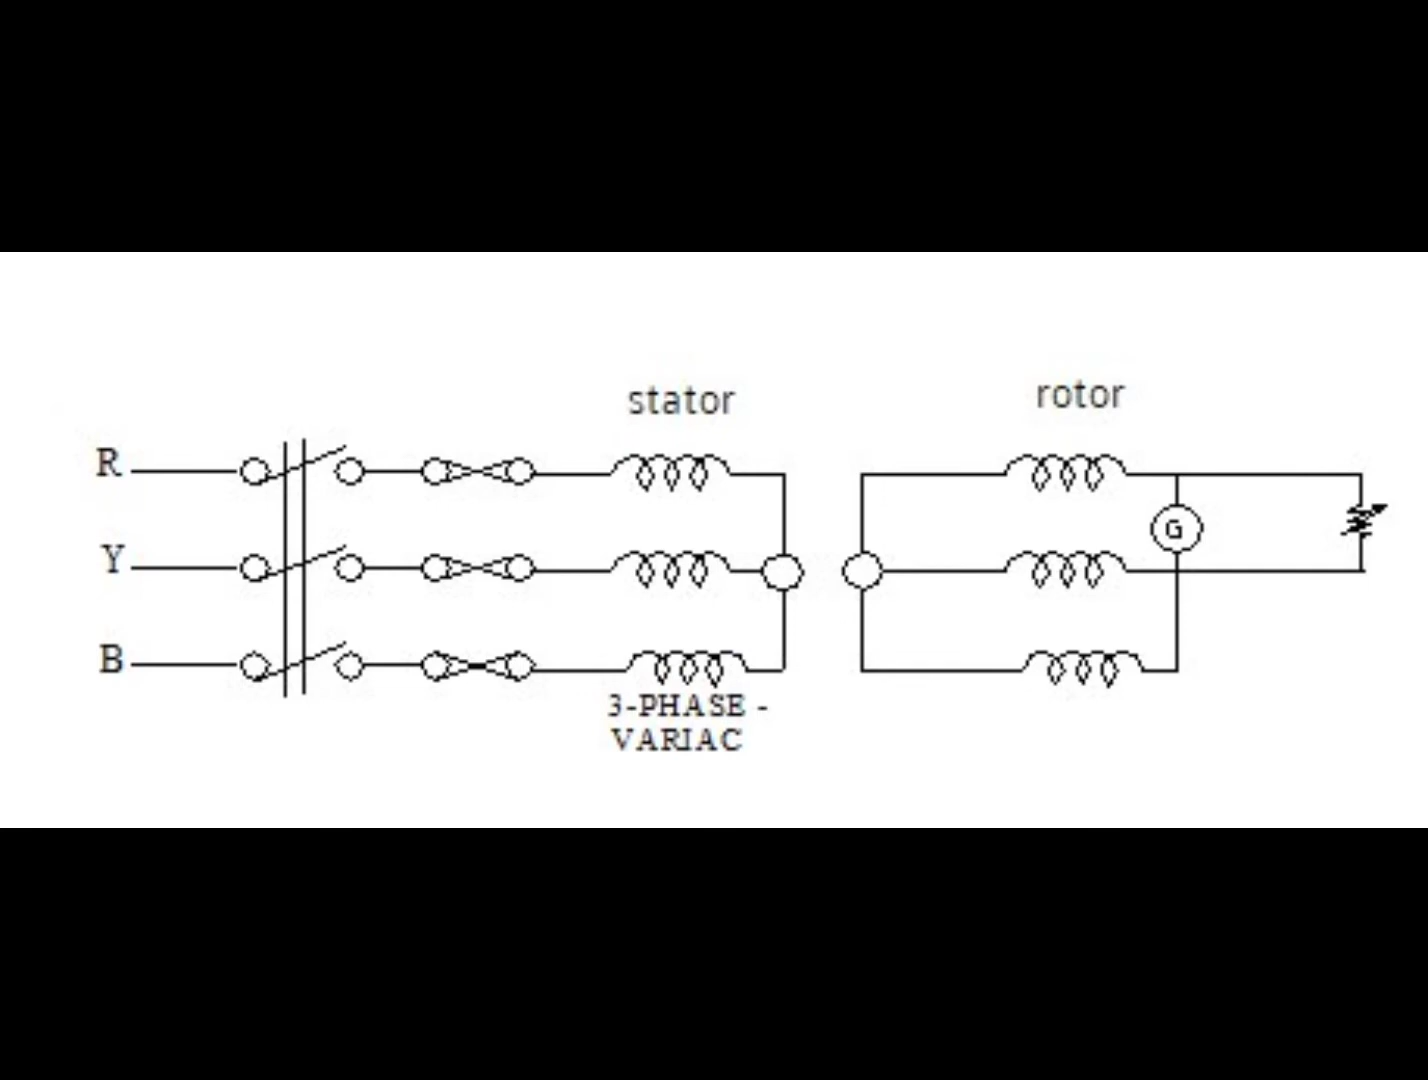 stator
rotor
R
G
Y
B
3-PHASE -
VARIAC